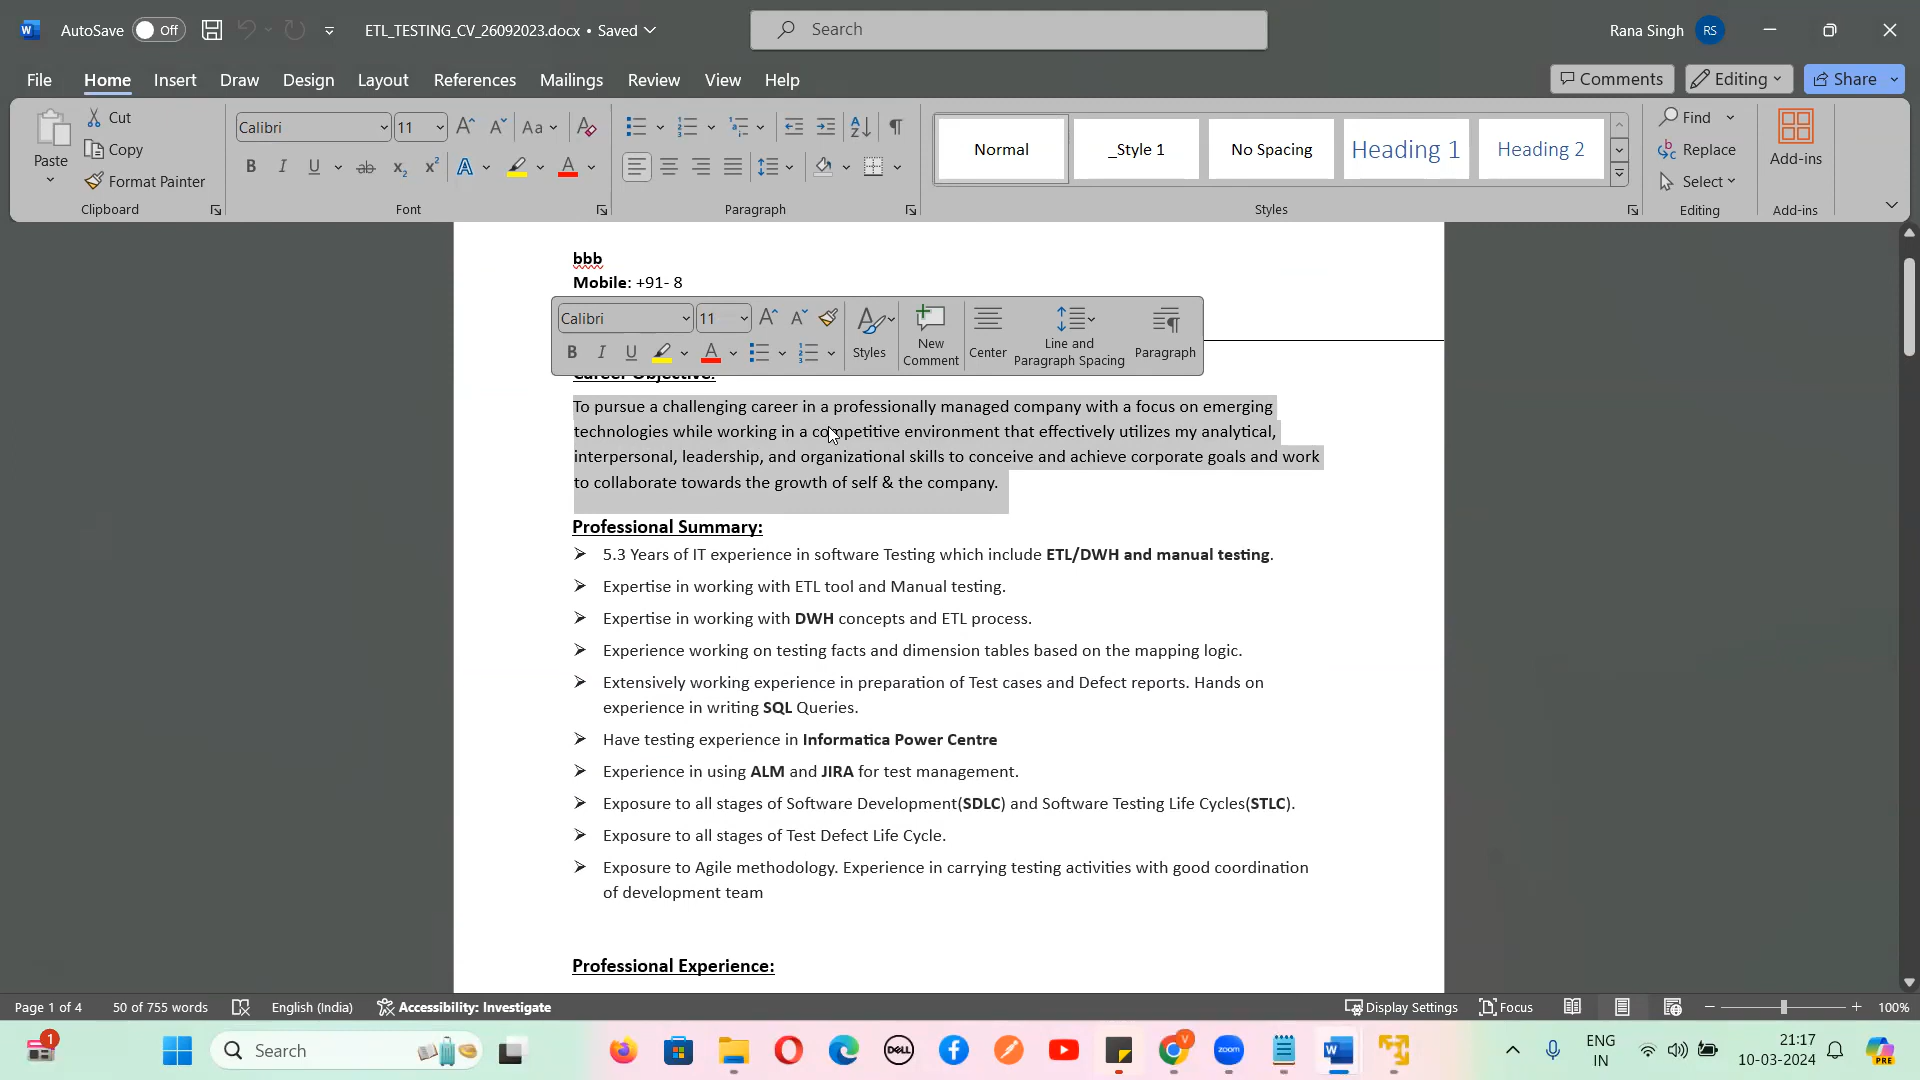 AutoSave Off ETL_TESTING_CV_26092023.docx • Saved Search Rana Singh RS
File Home Insert Draw Design Layout References Mailings Review View Help Comments Editing Share
Paste Cut Copy Format Painter Clipboard
Calibri 11 Aa Font
Paragraph
Normal _Style 1 No Spacing Heading 1 Heading 2 Styles
Find Replace Select Editing
Add-ins Add-ins
bbb
Mobile: +91- 8
Calibri 11 Styles New Comment Center Line and Paragraph Spacing Paragraph
Career Objective:
To pursue a challenging career in a professionally managed company with a focus on emerging
technologies while working in a competitive environment that effectively utilizes my analytical,
interpersonal, leadership, and organizational skills to conceive and achieve corporate goals and work
to collaborate towards the growth of self & the company.
Professional Summary:
5.3 Years of IT experience in software Testing which include ETL/DWH and manual testing.
Expertise in working with ETL tool and Manual testing.
Expertise in working with DWH concepts and ETL process.
Experience working on testing facts and dimension tables based on the mapping logic.
Extensively working experience in preparation of Test cases and Defect reports. Hands on
experience in writing SQL Queries.
Have testing experience in Informatica Power Centre
Experience in using ALM and JIRA for test management.
Exposure to all stages of Software Development(SDLC) and Software Testing Life Cycles(STLC).
Exposure to all stages of Test Defect Life Cycle.
Exposure to Agile methodology. Experience in carrying testing activities with good coordination
of development team
Professional Experience:
Page 1 of 4 50 of 755 words English (India) Accessibility: Investigate Display Settings Focus 100%
1 Search DELL V zoom ENG IN 21:17 10-03-2024 PRE